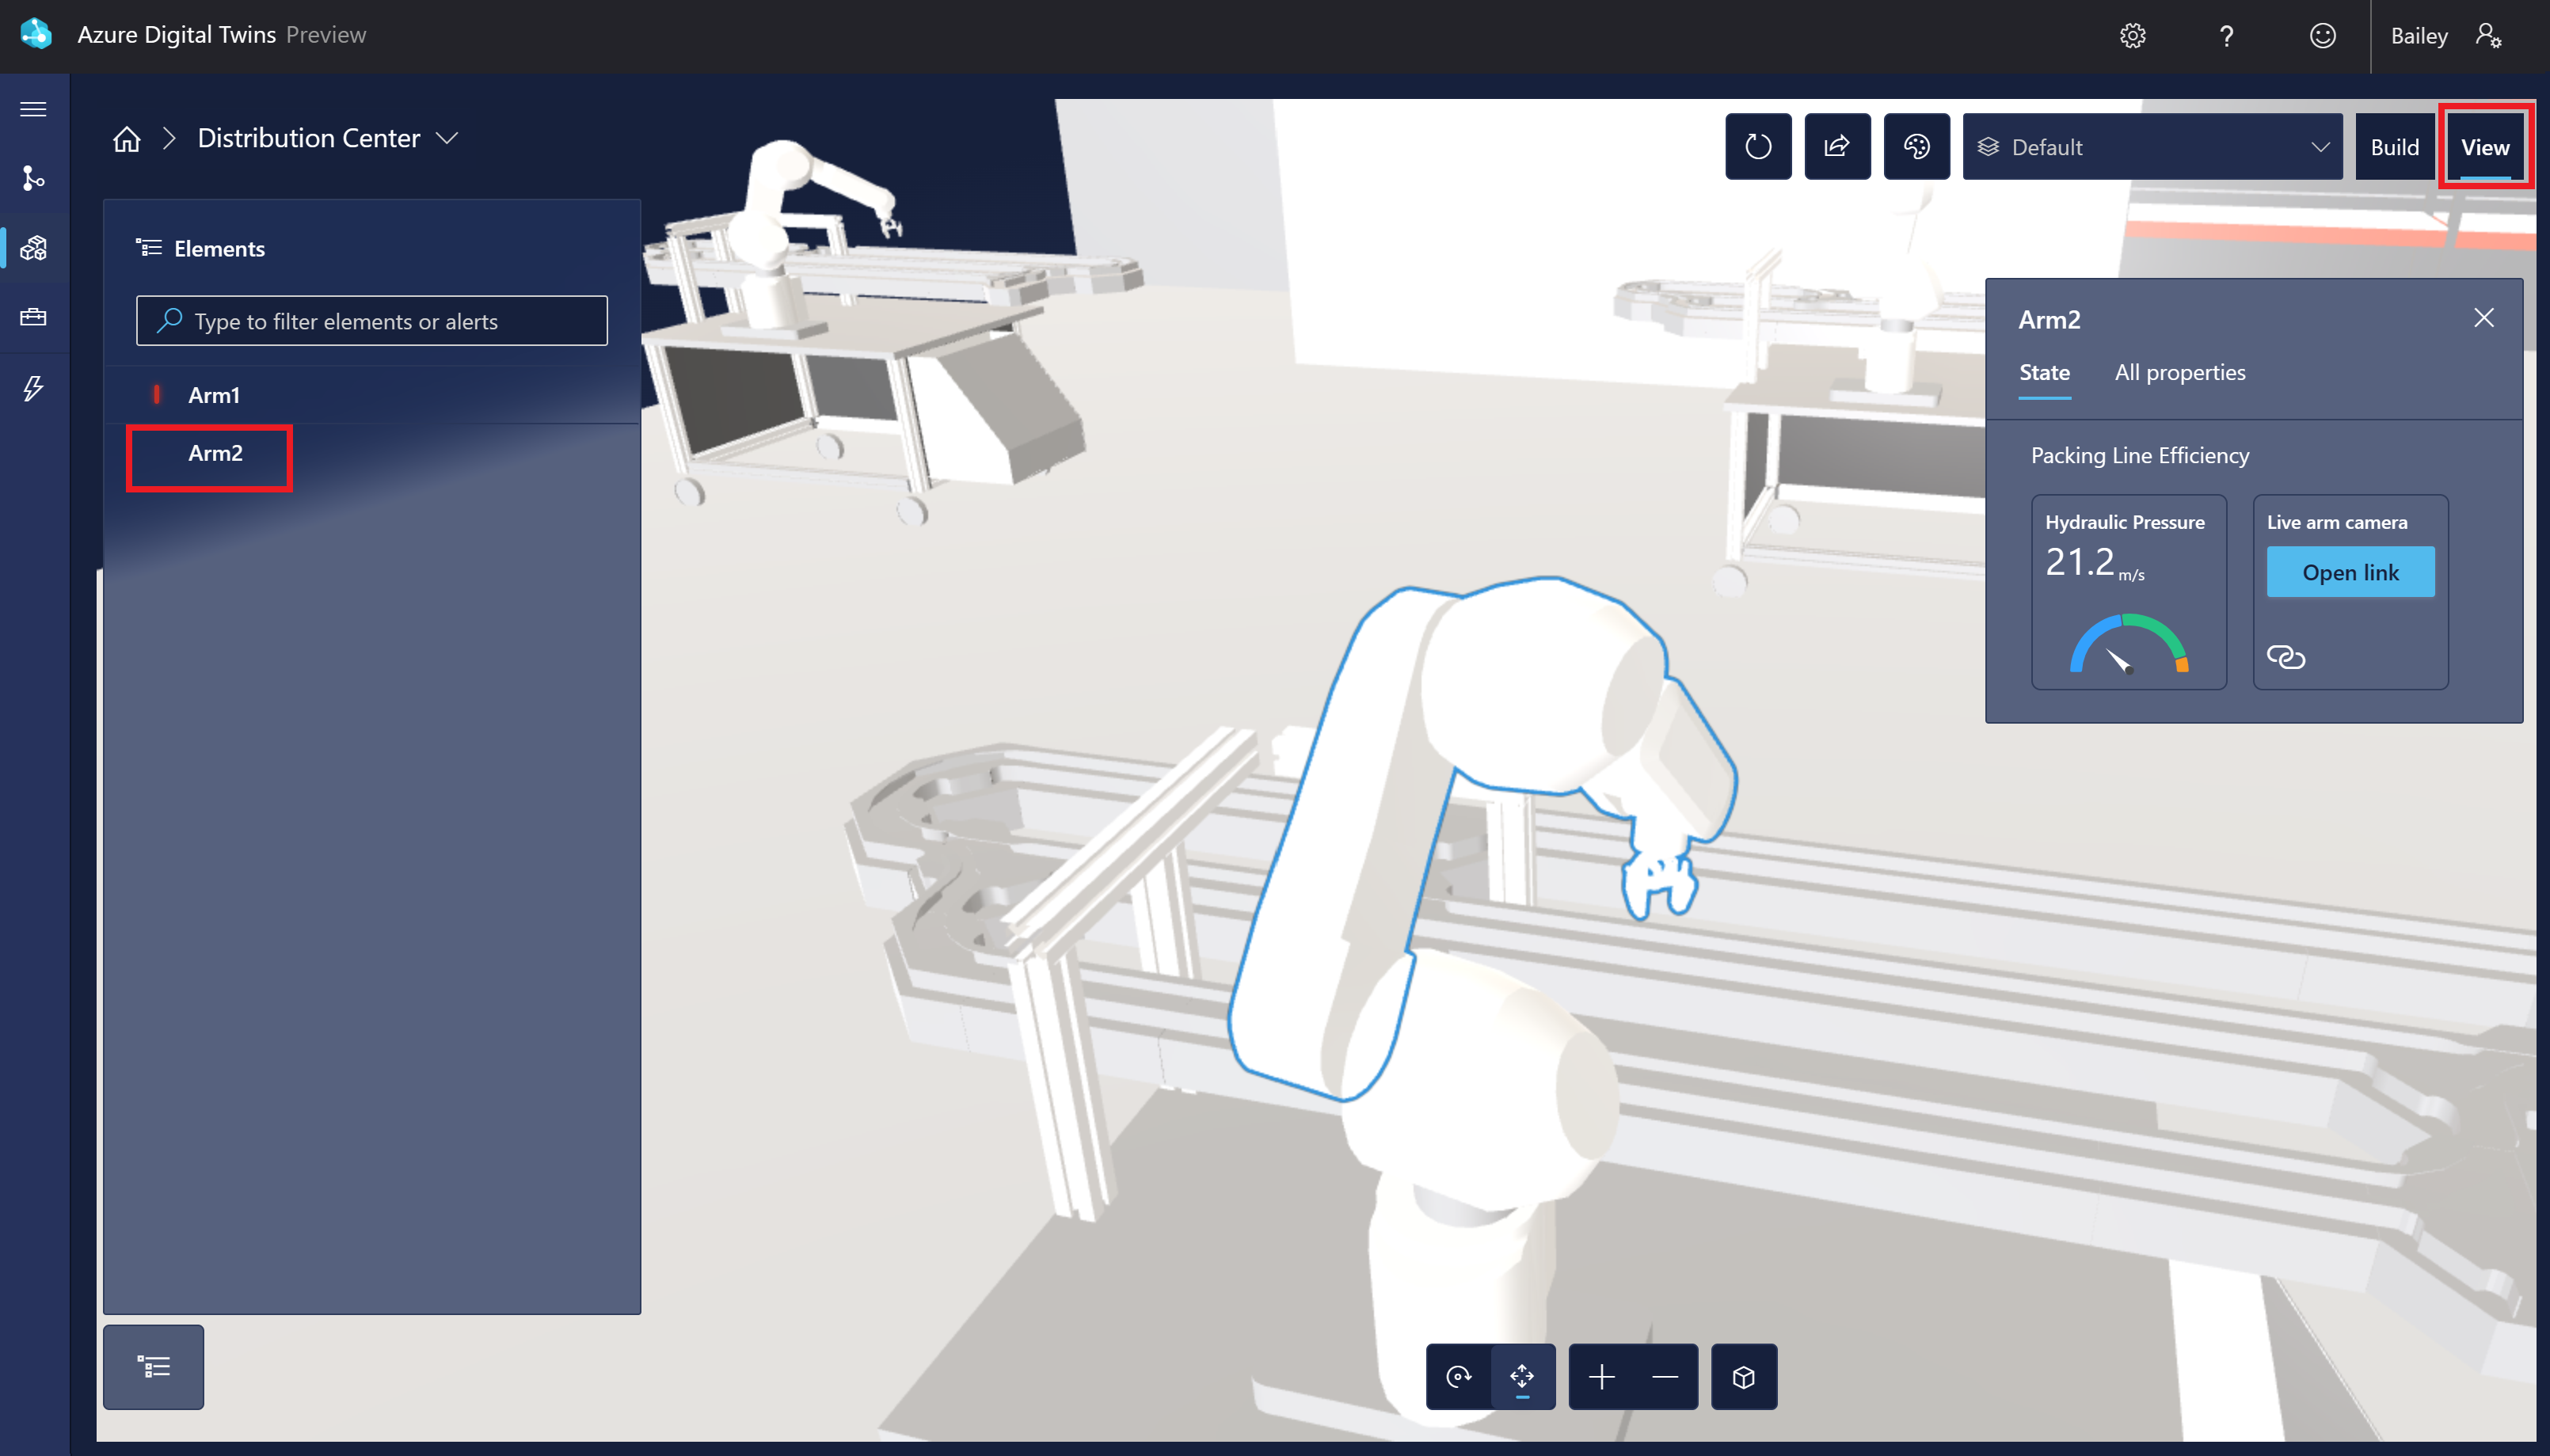 Azure Digital Twins Preview
?
Bailey
Distribution Center
Default
Build
View
Elements
Type to filter elements or alerts
Arm1
Arm2
Arm2
State
All properties
Packing Line Efficiency
Hydraulic Pressure
21.2 m/s
Live arm camera
Open link